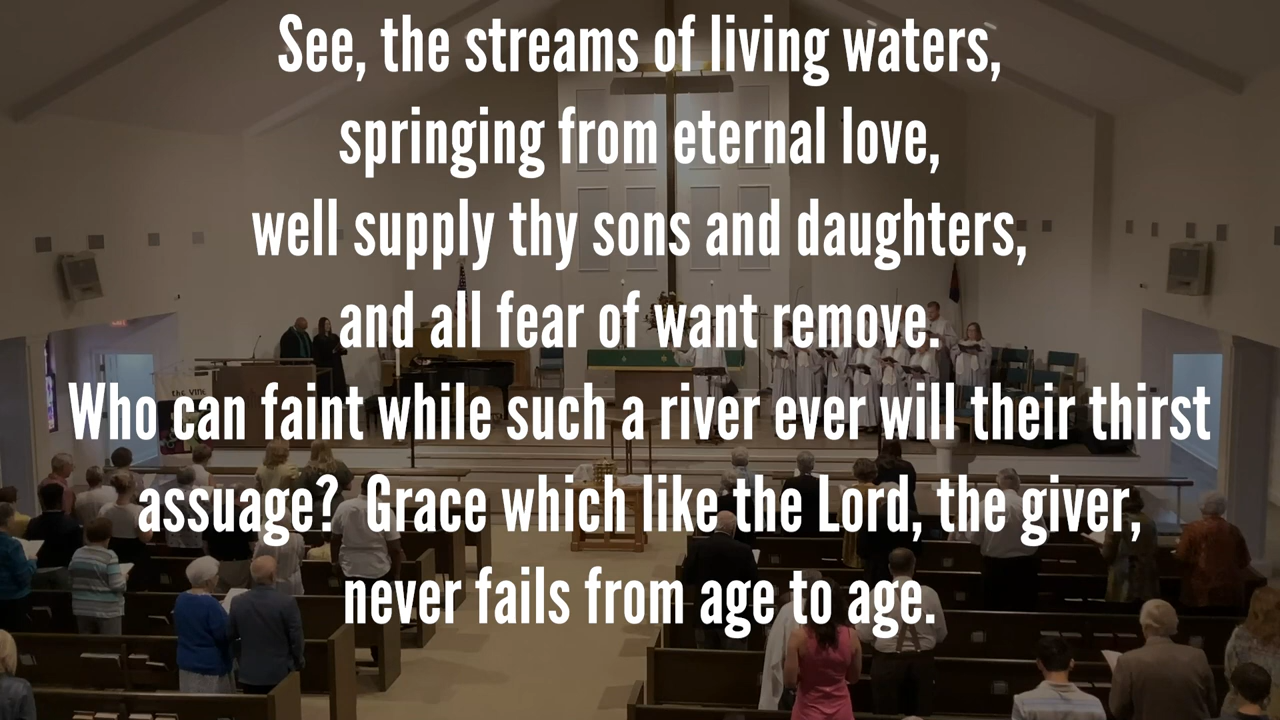 See, the streams of living waters,
springing from eternal love,
well supply thy sons and daughters,
and all fear of want remove.
Who can faint while such a river ever will their thirst
assuage?  Grace which like the Lord, the giver,
never fails from age to age.
the VINE